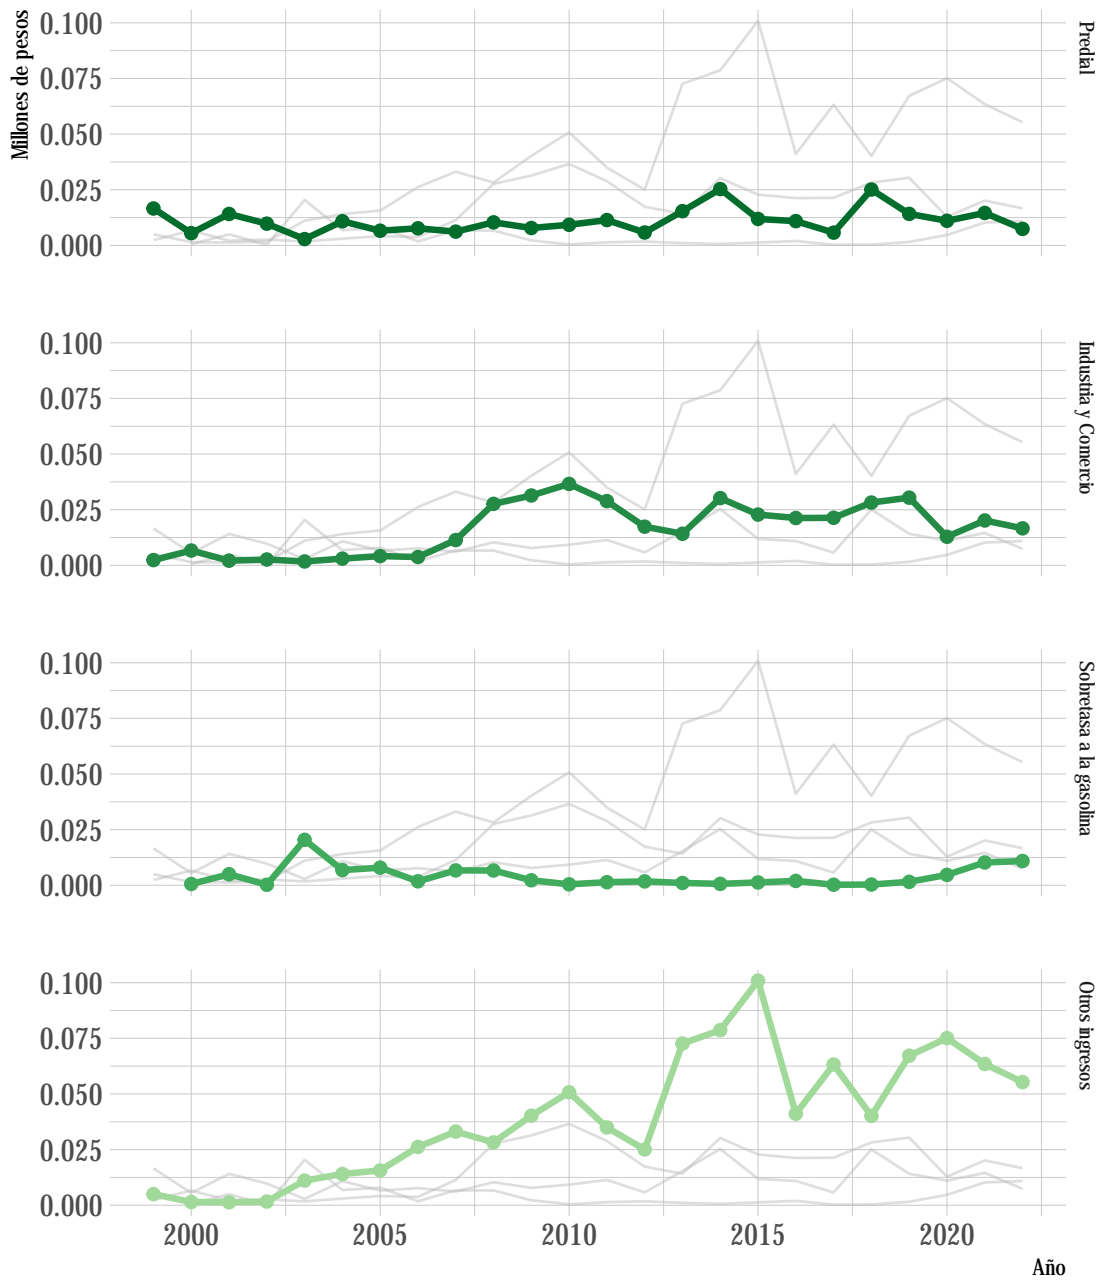 Millones de pesos
0.100
0.075
0.050
0.025
0.000
Predial
0.100
0.075
0.050
0.025
0.000
Industria y Comercio
0.100
0.075
0.050
0.025
0.000
Sobretasa a la gasolina
0.100
0.075
0.050
0.025
0.000
Otros ingresos
2000 2005 2010 2015 2020
Año